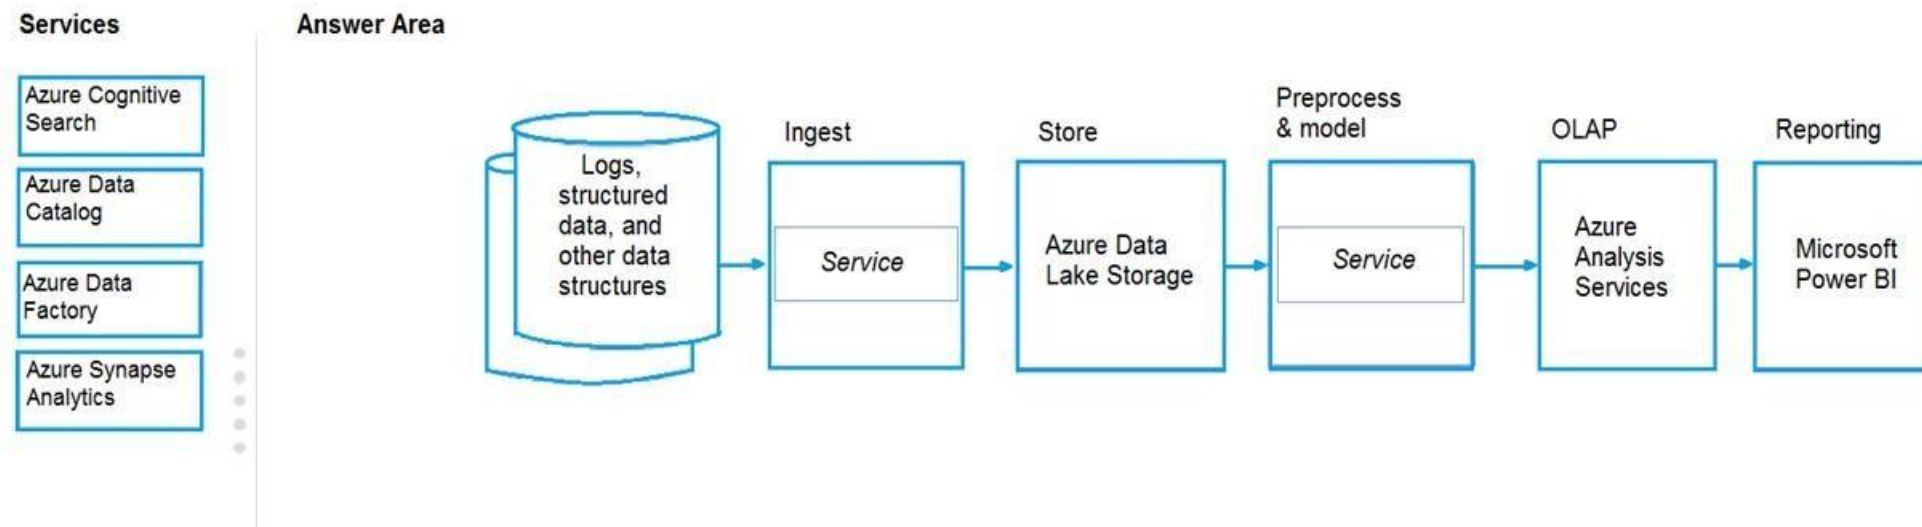 Services
Azure Cognitive
Search
Azure Data
Catalog
Azure Data
Factory
Azure Synapse
Analytics
Answer Area
Logs,
structured
data, and
other data
structures
Ingest
Service
Store
Azure Data
Lake Storage
Preprocess
& model
Service
OLAP
Azure
Analysis
Services
Reporting
Microsoft
Power BI